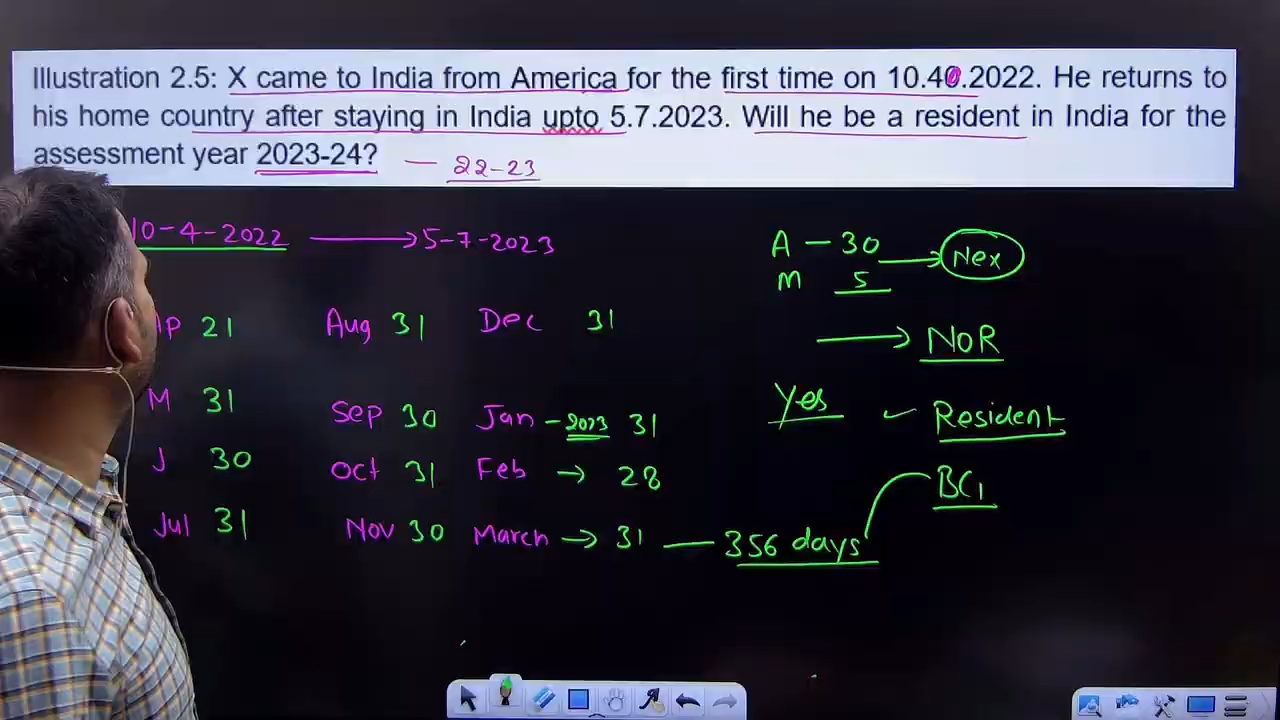 Illustration 2.5: X came to India from America for the first time on 10.40.2022. He returns to
his home country after staying in India upto 5.7.2023. Will he be a resident in India for the
assessment year 2023-24? — 22-23
10-4-2022 → 5-7-2023 A - 30 → Nex
M 5
Ap 21 Aug 31 Dec 31
→ NOR
M 31 Sep 30 Jan - 2023 31 Yes ✓ Resident
J 30 Oct 31 Feb → 28 BC1
Jul 31 Nov 30 March → 31 — 356 days